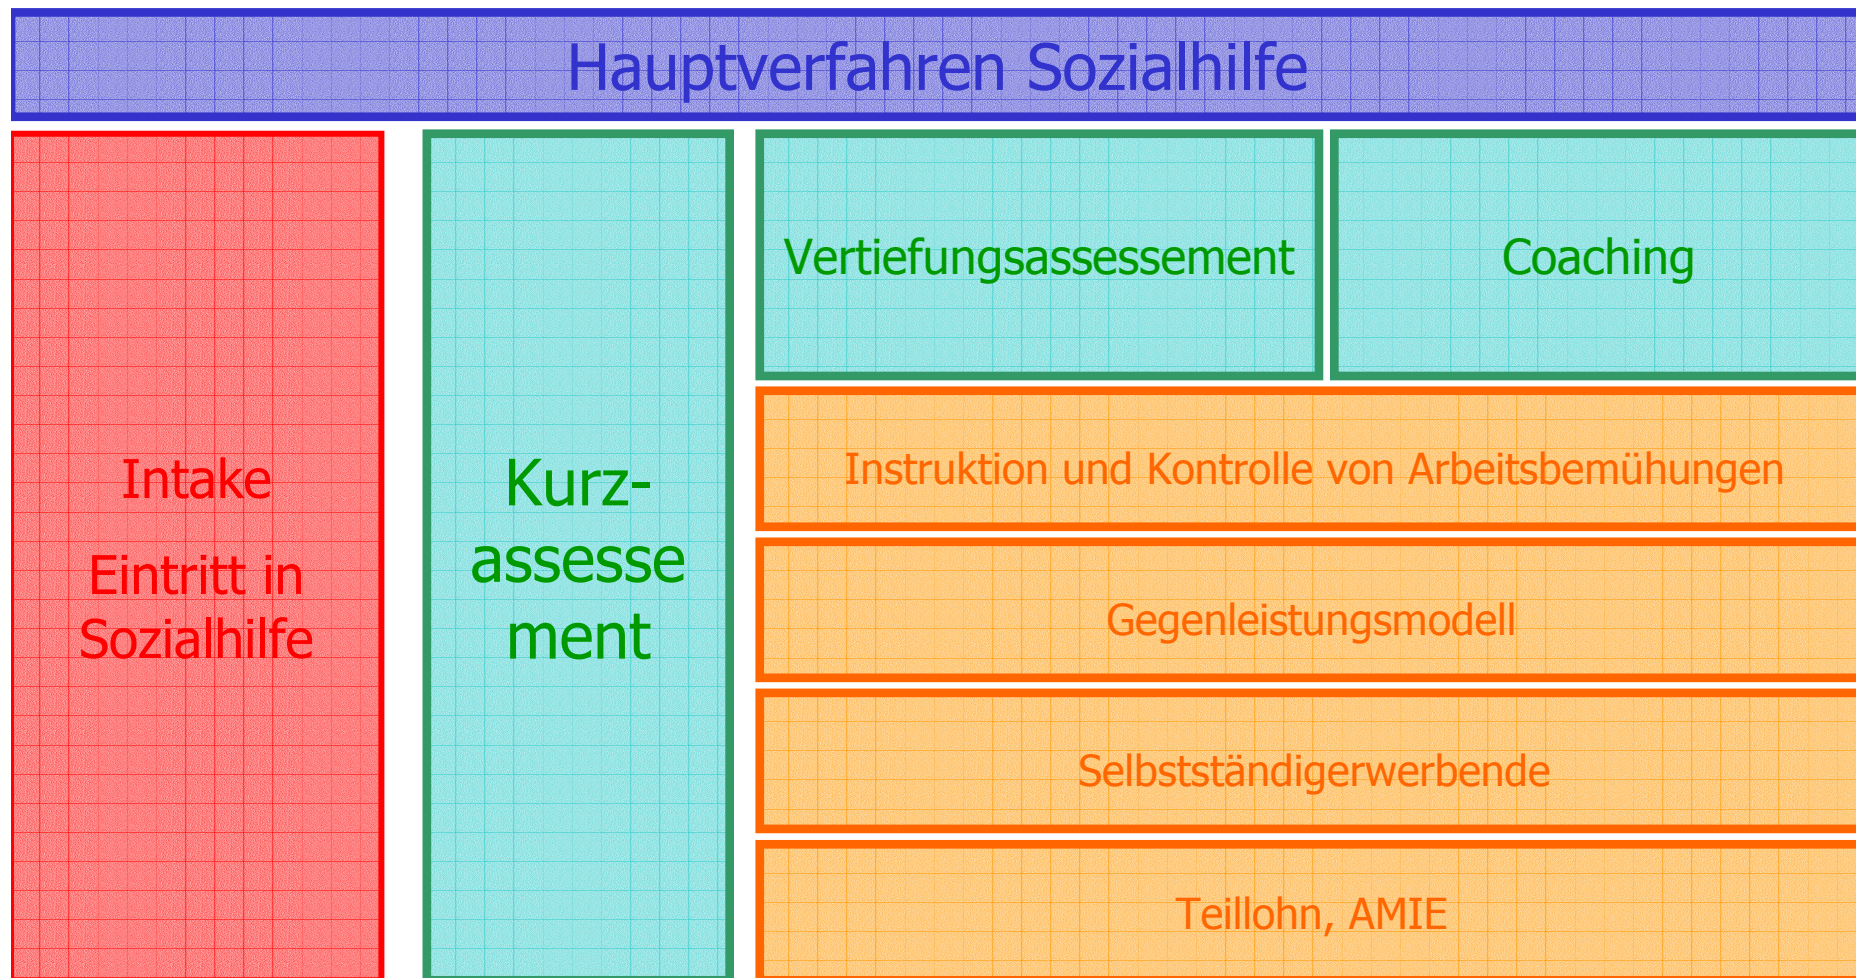 Hauptverfahren Sozialhilfe
Intake
Eintritt in
Sozialhilfe
Kurz-
assesse
ment
Vertiefungsassessement
Coaching
Instruktion und Kontrolle von Arbeitsbemühungen
Gegenleistungsmodell
Selbstständigerwerbende
Teillohn, AMIE